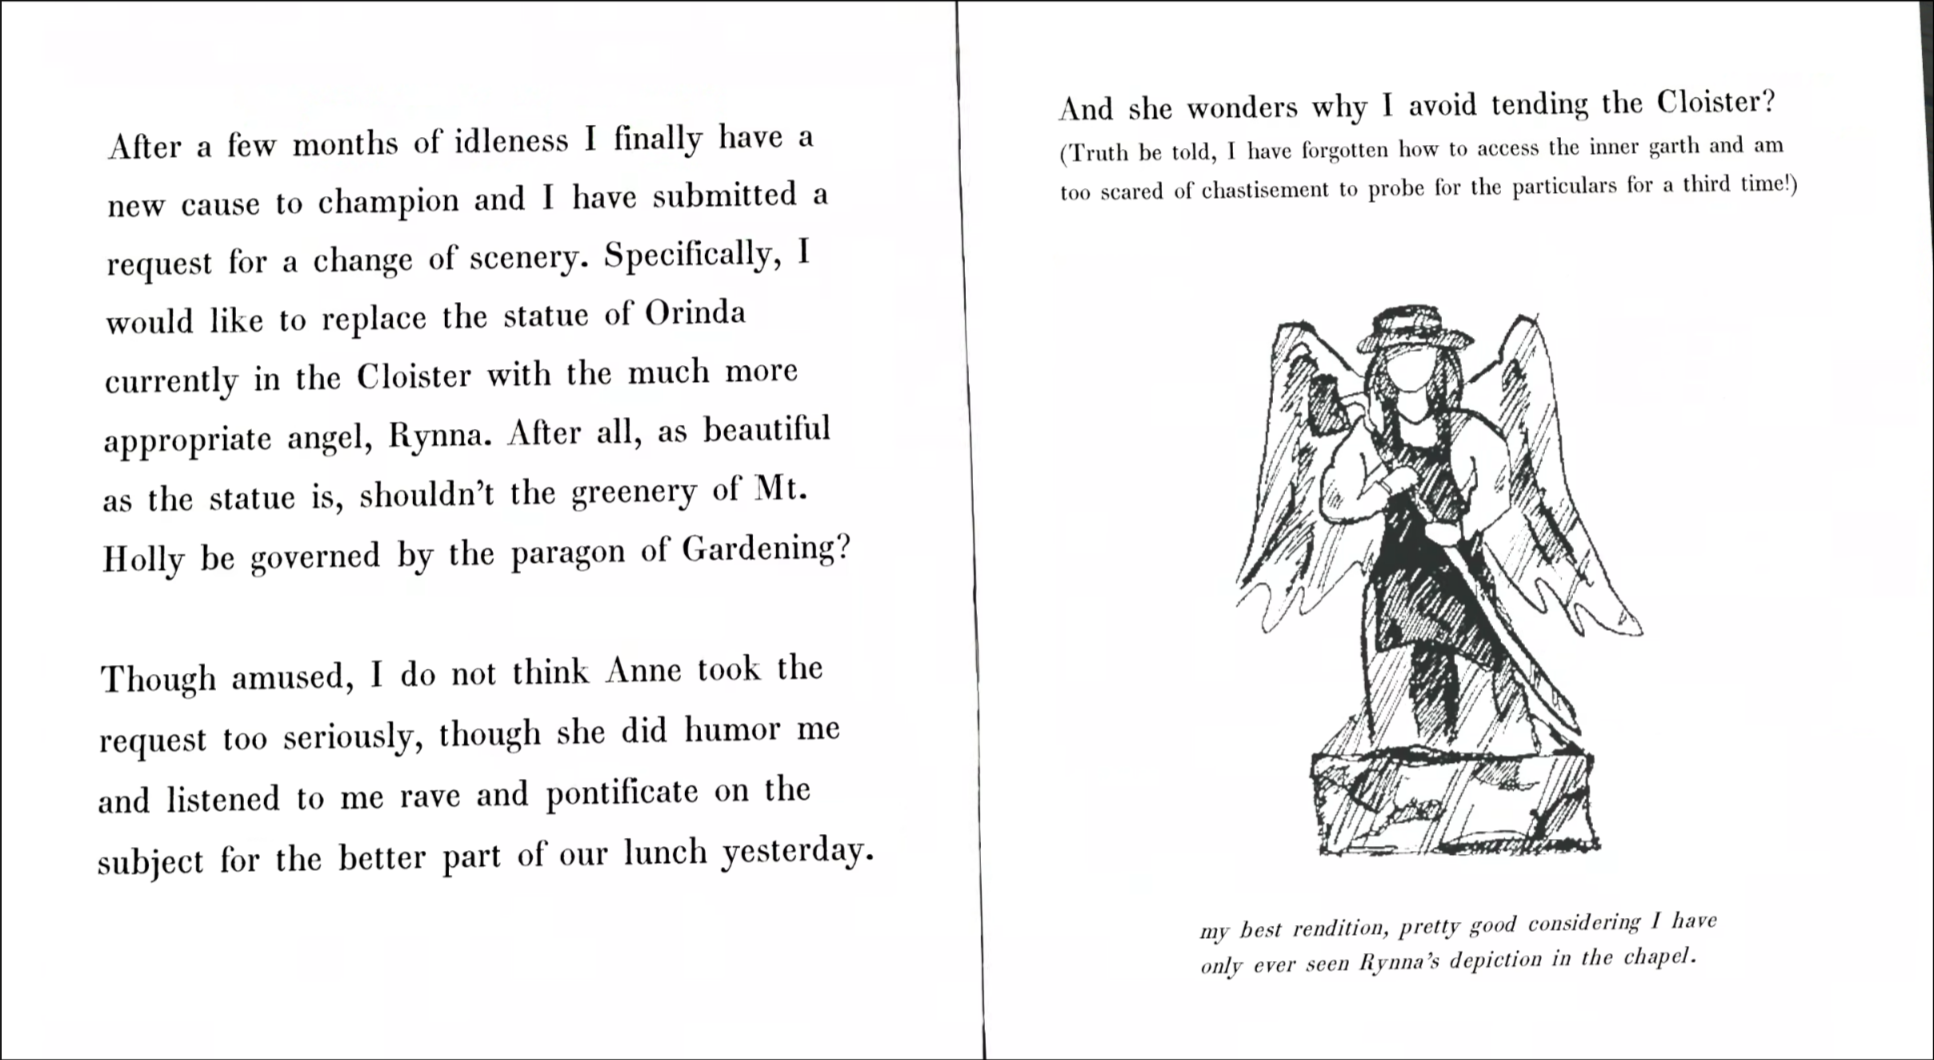 After a few months of idleness I finally have a
new cause to champion and I have submitted a
request for a change of scenery. Specifically, I
would like to replace the statue of Orinda
currently in the Cloister with the much more
appropriate angel, Rynna. After all, as beautiful
as the statue is, shouldn't the greenery of Mt.
Holly be governed by the paragon of Gardening?
Though amused, I do not think Anne took the
request too seriously, though she did humor me
and listened to me rave and pontificate on the
subject for the better part of our lunch yesterday.
And she wonders why I avoid tending the Cloister?
(Truth be told, I have forgotten how to access the inner garth and am
too scared of chastisement to probe for the particulars for a third time!)
my best rendition, pretty good considering I have
only ever seen Rynna's depiction in the chapel.